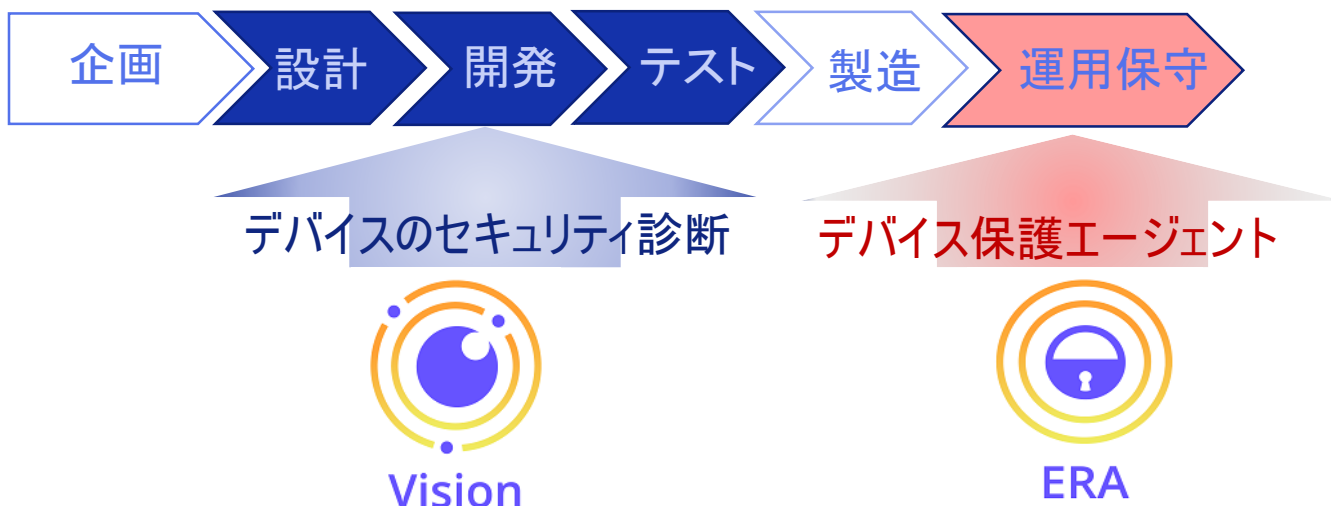 企画 設計 開発 テスト 製造 運用保守
デバイスのセキュリティ診断 デバイス保護エージェント
Vision ERA